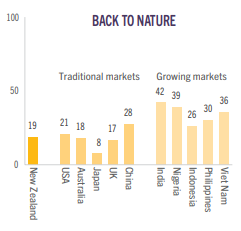 BACK TO NATURE
100
50
0
Traditional markets
Growing markets
19
21
18
8
17
28
42
39
26
30
36
New Zealand
USA
Australia
Japan
UK
China
India
Nigeria
Indonesia
Philippines
Viet Nam